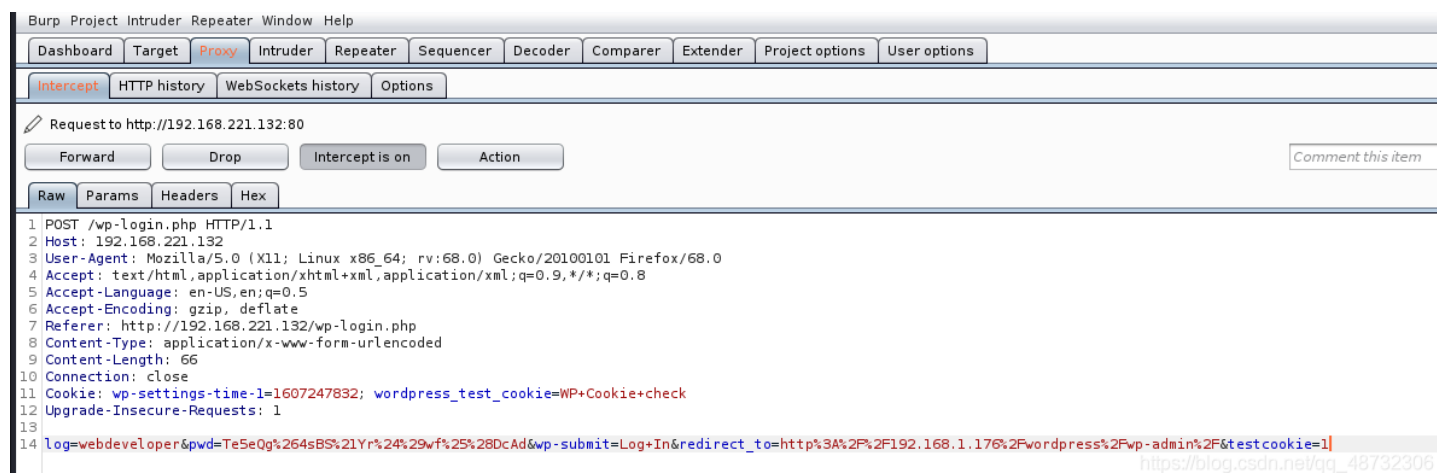 Burp Project Intruder Repeater Window Help
Dashboard Target Proxy Intruder Repeater Sequencer Decoder Comparer Extender Project options User options
Intercept HTTP history WebSockets history Options
Request to http://192.168.221.132:80
Forward Drop Intercept is on Action Comment this item
Raw Params Headers Hex
1 POST /wp-login.php HTTP/1.1
2 Host: 192.168.221.132
3 User-Agent: Mozilla/5.0 (X11; Linux x86_64; rv:68.0) Gecko/20100101 Firefox/68.0
4 Accept: text/html,application/xhtml+xml,application/xml;q=0.9,*/*;q=0.8
5 Accept-Language: en-US,en;q=0.5
6 Accept-Encoding: gzip, deflate
7 Referer: http://192.168.221.132/wp-login.php
8 Content-Type: application/x-www-form-urlencoded
9 Content-Length: 66
10 Connection: close
11 Cookie: wp-settings-time-1=1607247832; wordpress_test_cookie=WP+Cookie+check
12 Upgrade-Insecure-Requests: 1
13
14 log=webdeveloper&pwd=Te5eQg%264sBS%21Yr%24%29wf%25%28DcAd&wp-submit=Log+In&redirect_to=http%3A%2F%2F192.168.1.176%2Fwordpress%2Fwp-admin%2F&testcookie=1
https://blog.csdn.net/qq_48732306